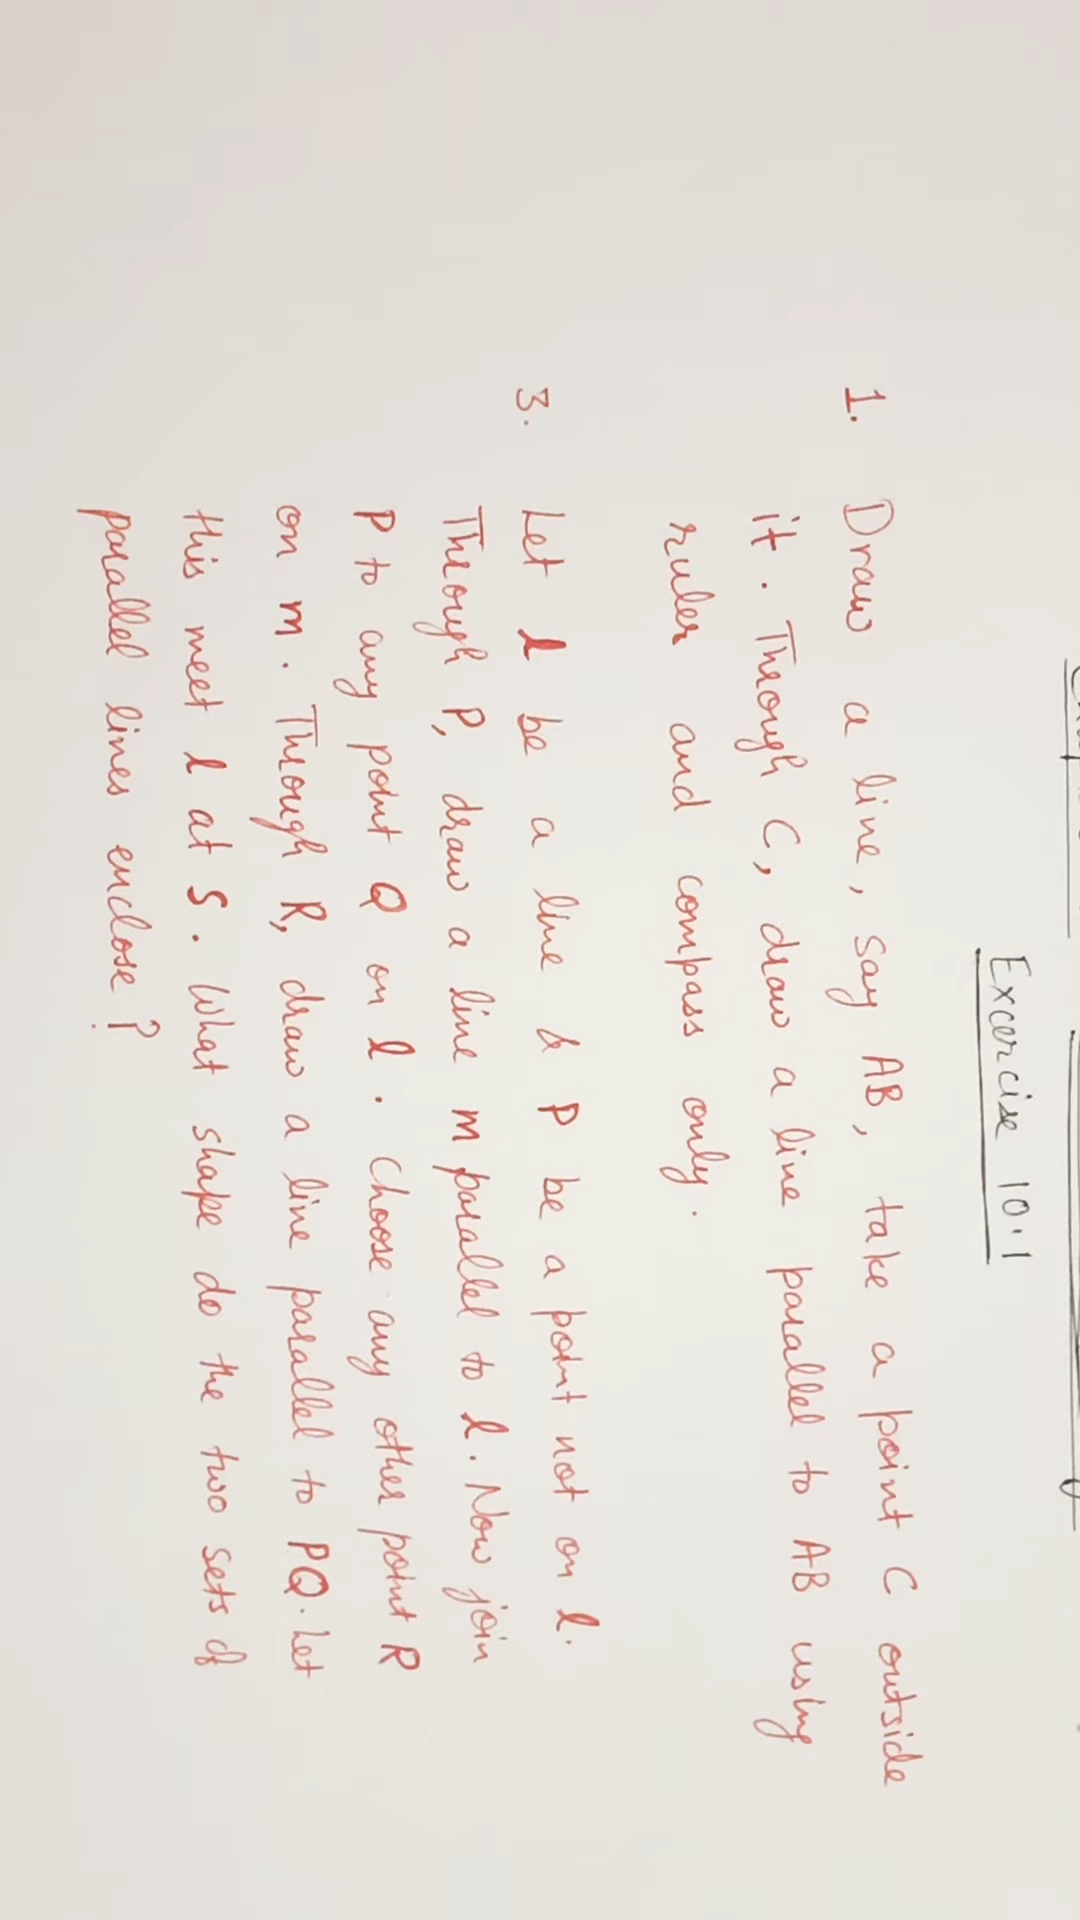 Excercise 10.1
1. Draw a line, say AB, take a point C outside
it. Through C, draw a line parallel to AB using
ruler and compass only.
3. Let l be a line & P be a point not on l.
Through P, draw a line m parallel to l. Now join
P to any point Q on l. Choose any other point R
on m. Through R, draw a line parallel to PQ. Let
this meet l at S. What shape do the two sets of
parallel lines enclose?